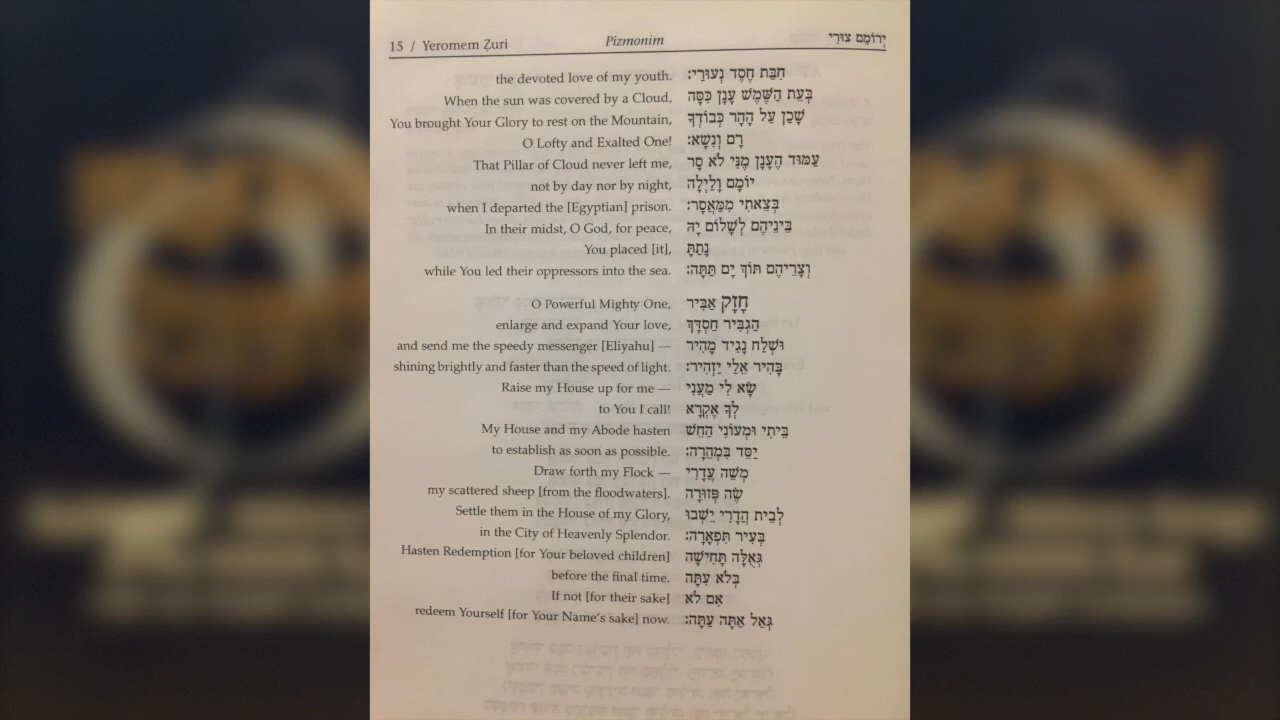 15 / Yeromem Ẓuri Pizmonim יְרוֹמֵם צוּרִי
the devoted love of my youth. חִבַּת חֶסֶד נְעוּרַי:
When the sun was covered by a Cloud, בְּעֵת הַשֶּׁמֶשׁ עָנָן כִּסָּה
You brought Your Glory to rest on the Mountain, שָׁכַן עַל הָהָר כְּבוֹדְךָ
O Lofty and Exalted One! רָם וְנִשָּׂא:
That Pillar of Cloud never left me, עַמּוּד הֶעָנָן מֶנִּי לֹא סָר
not by day nor by night, יוֹמָם וָלַיְלָה
when I departed the [Egyptian] prison. בְּצֵאתִי מִמַּאֲסָר:
In their midst, O God, for peace, בֵּינֵיהֶם לְשָׁלוֹם יָהּ
You placed [it], נָתַתָּ
while You led their oppressors into the sea. וְצָרֵיהֶם תּוֹךְ יָם תַּתָּה:
O Powerful Mighty One, חָזָק אַבִּיר
enlarge and expand Your love, הַגְבִּיר חַסְדָּךְ
and send me the speedy messenger [Eliyahu] — וּשְׁלַח נָגִיד מָהִיר
shining brightly and faster than the speed of light. בָּהִיר אֵלַי יַזְהִיר:
Raise my House up for me — שָׂא לִי מַעֲנִי
to You I call! לְךָ אֶקְרָא
My House and my Abode hasten בֵּיתִי וּמְעוֹנִי הַחֵשׁ
to establish as soon as possible. יַסֵּד בִּמְהֵרָה:
Draw forth my Flock — מְשֵׁה עֲדָרַי
my scattered sheep [from the floodwaters]. שֶׂה פְּזוּרָה
Settle them in the House of my Glory, לְבֵית הֲדָרִי יֵשְׁבוּ
in the City of Heavenly Splendor. בְּעִיר תִּפְאָרָה:
Hasten Redemption [for Your beloved children] גְּאֻלָּה תָּחִישָׁה
before the final time. בְּלֹא עִתָּהּ
If not [for their sake] אִם לֹא
redeem Yourself [for Your Name's sake] now. גְּאַל אַתָּה עַתָּה: